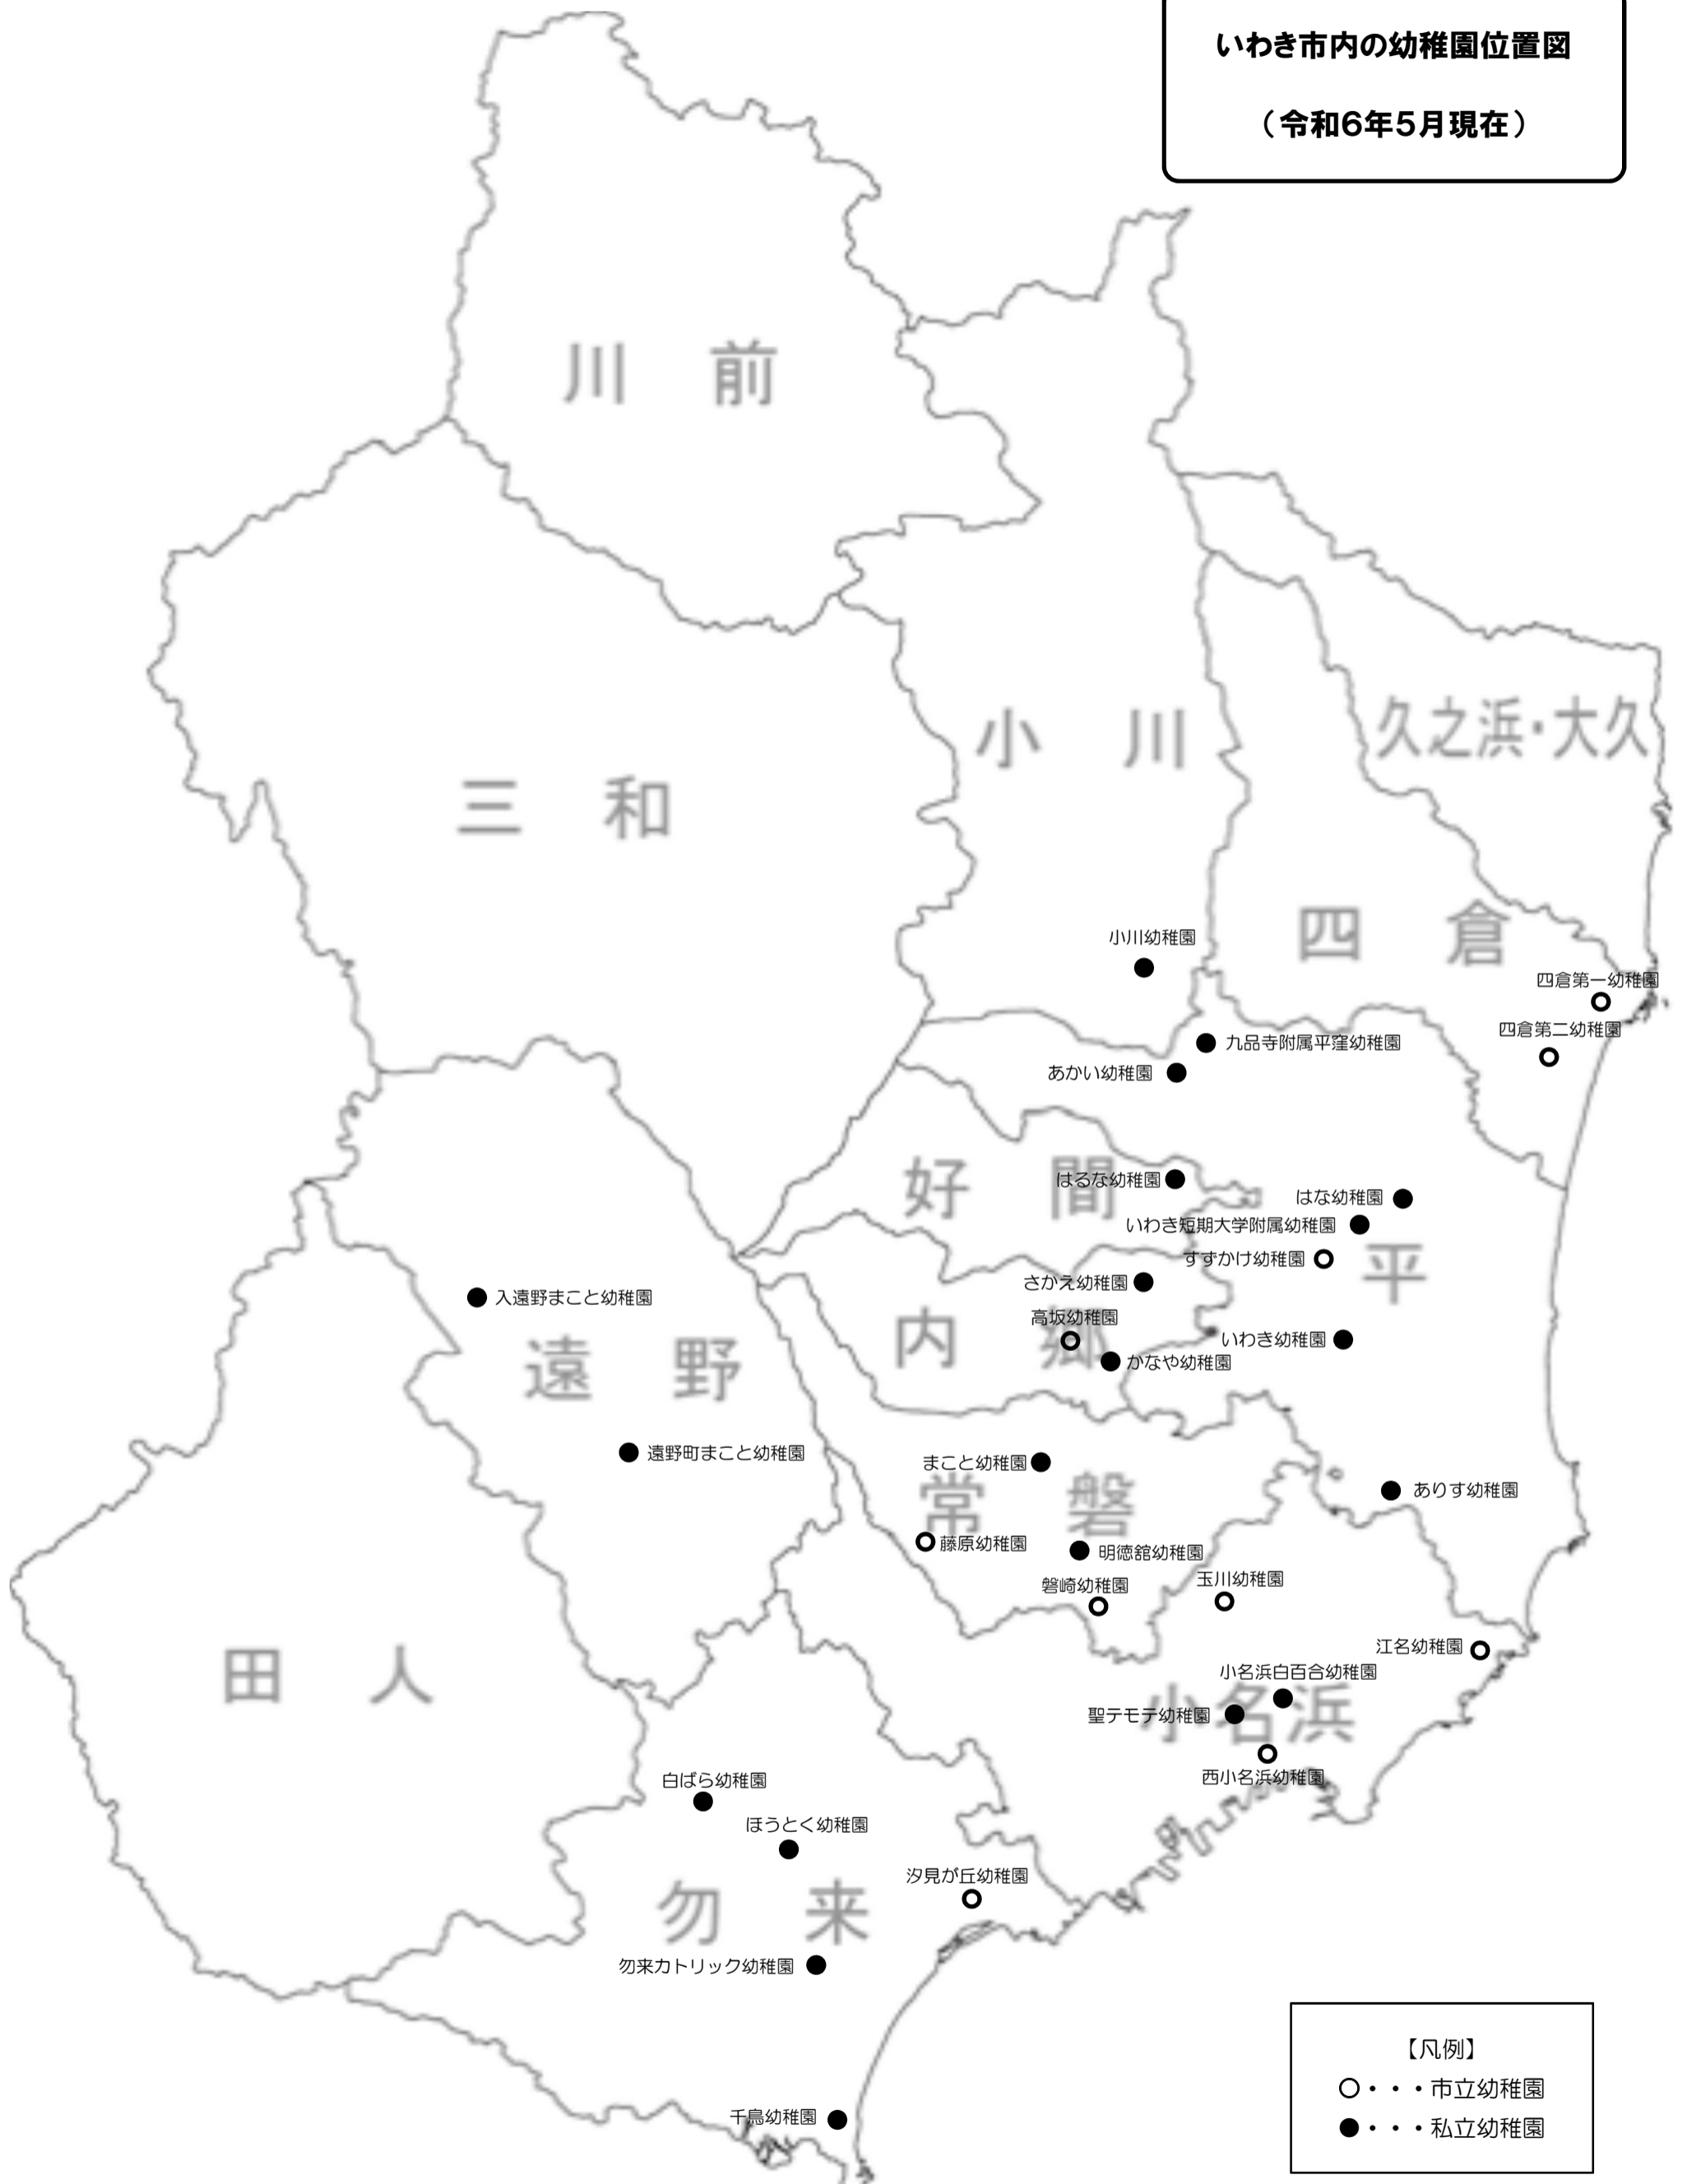 いわき市内の幼稚園位置図
（令和6年5月現在）
川　前
小　川
久之浜・大久
三　和
四　倉
小川幼稚園
四倉第一幼稚園
四倉第二幼稚園
九品寺附属平窪幼稚園
あかい幼稚園
好　間
はるな幼稚園
はな幼稚園
いわき短期大学附属幼稚園
すずかけ幼稚園
平
さかえ幼稚園
入遠野まこと幼稚園
高坂幼稚園
内　郷
いわき幼稚園
かなや幼稚園
遠　野
遠野町まこと幼稚園
まこと幼稚園
ありす幼稚園
常　磐
藤原幼稚園
明徳舘幼稚園
磐崎幼稚園
玉川幼稚園
江名幼稚園
田　人
小名浜白百合幼稚園
小名浜
聖テモテ幼稚園
西小名浜幼稚園
白ばら幼稚園
ほうとく幼稚園
汐見が丘幼稚園
勿　来
勿来カトリック幼稚園
千鳥幼稚園
【凡例】
○・・・市立幼稚園
●・・・私立幼稚園